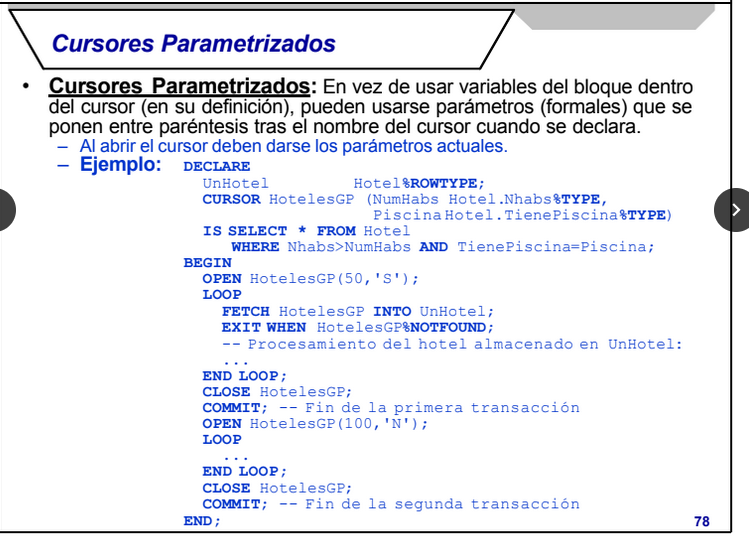 Cursores Parametrizados
• Cursores Parametrizados: En vez de usar variables del bloque dentro
del cursor (en su definición), pueden usarse parámetros (formales) que se
ponen entre paréntesis tras el nombre del cursor cuando se declara.
– Al abrir el cursor deben darse los parámetros actuales.
– Ejemplo: DECLARE
UnHotel Hotel%ROWTYPE;
CURSOR HotelesGP (NumHabs Hotel.Nhabs%TYPE,
Piscina Hotel.TienePiscina%TYPE)
IS SELECT * FROM Hotel
WHERE Nhabs>NumHabs AND TienePiscina=Piscina;
BEGIN
OPEN HotelesGP(50,'S');
LOOP
FETCH HotelesGP INTO UnHotel;
EXIT WHEN HotelesGP%NOTFOUND;
-- Procesamiento del hotel almacenado en UnHotel:
...
END LOOP;
CLOSE HotelesGP;
COMMIT; -- Fin de la primera transacción
OPEN HotelesGP(100,'N');
LOOP
...
END LOOP;
CLOSE HotelesGP;
COMMIT; -- Fin de la segunda transacción
END;
78